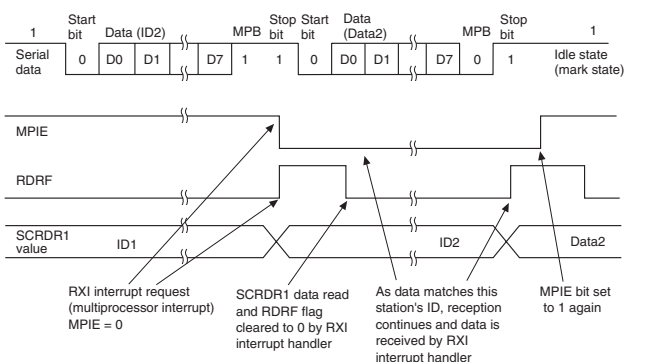 1 Start bit Data (ID2) MPB Stop bit Start bit Data (Data2) MPB Stop bit 1
Serial data 0 D0 D1 D7 1 1 0 D0 D1 D7 0 1 Idle state (mark state)
MPIE
RDRF
SCRDR1 value ID1 ID2 Data2
RXI interrupt request
(multiprocessor interrupt)
MPIE = 0
SCRDR1 data read
and RDRF flag
cleared to 0 by RXI
interrupt handler
As data matches this
station's ID, reception
continues and data is
received by RXI
interrupt handler
MPIE bit set
to 1 again